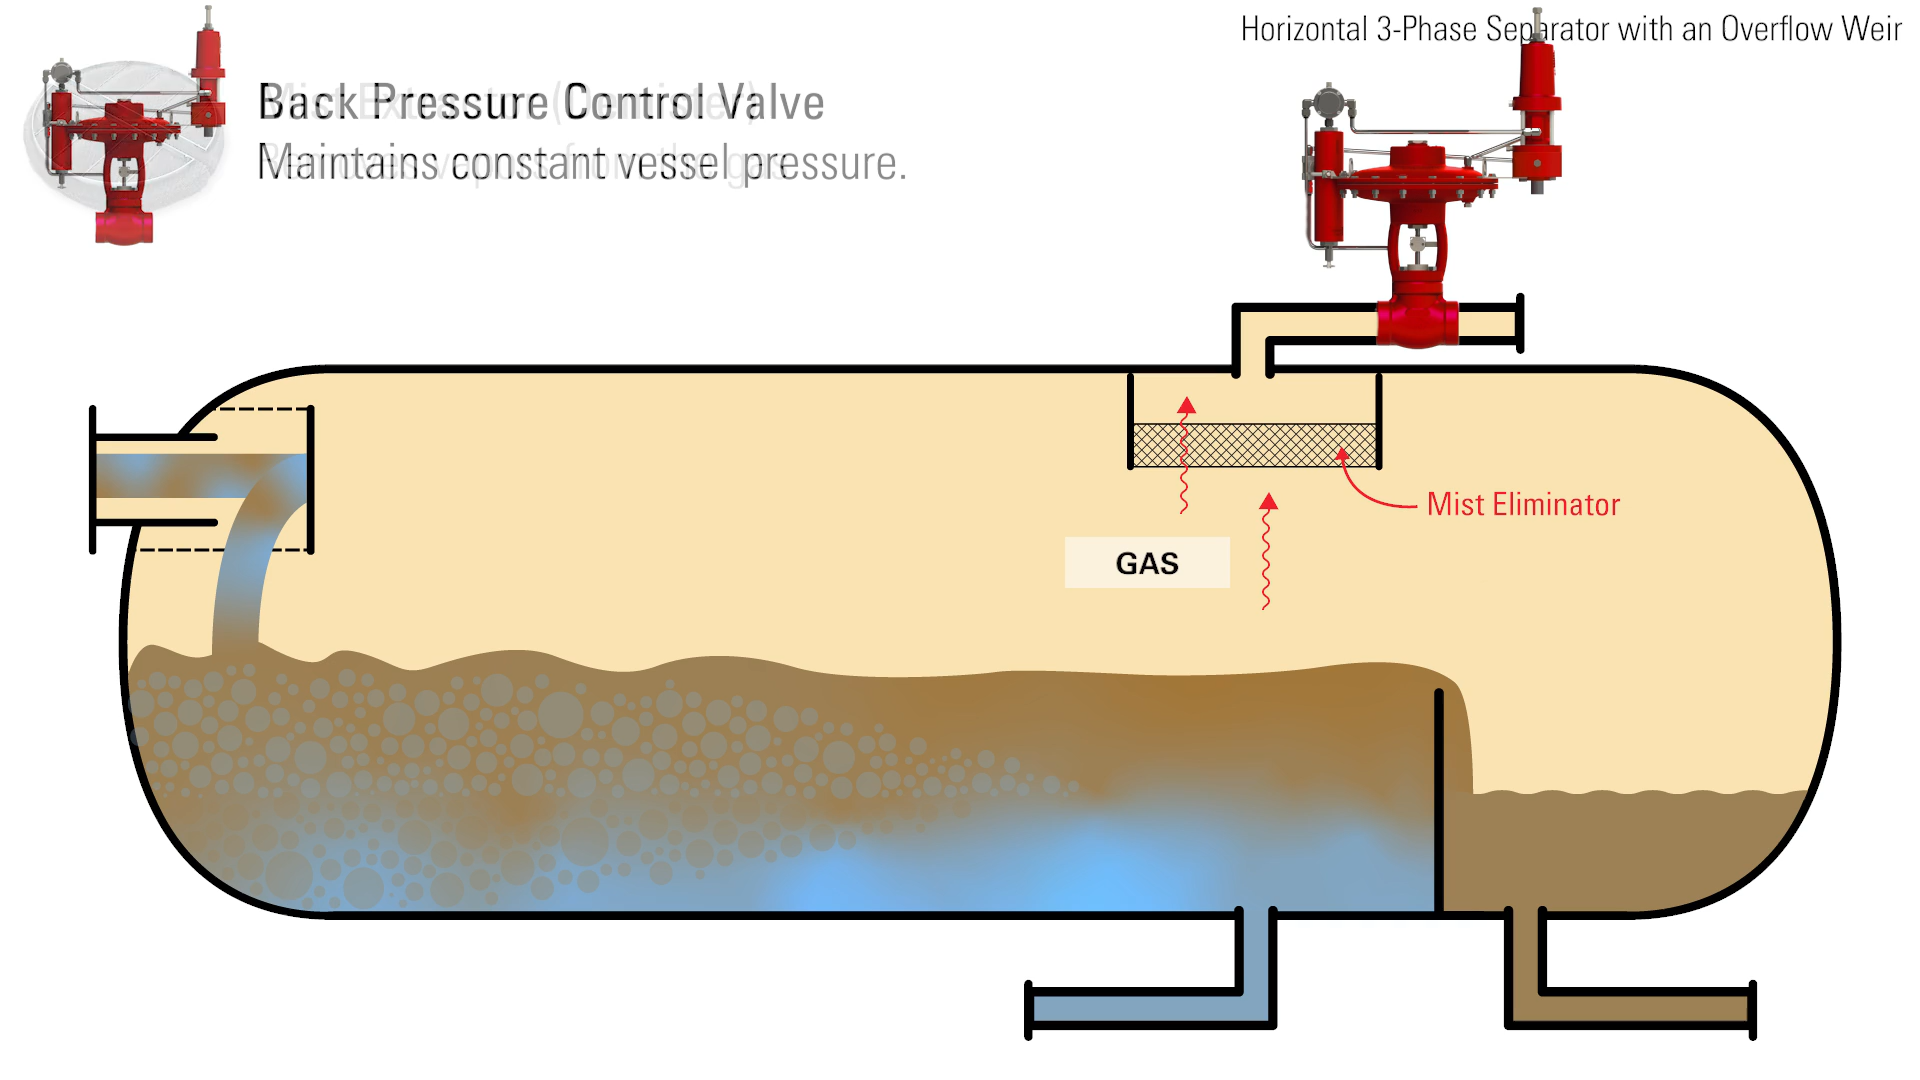 Horizontal 3-Phase Separator with an Overflow Weir
Back Pressure Control Valve
Maintains constant vessel pressure.
Mist Eliminator
GAS